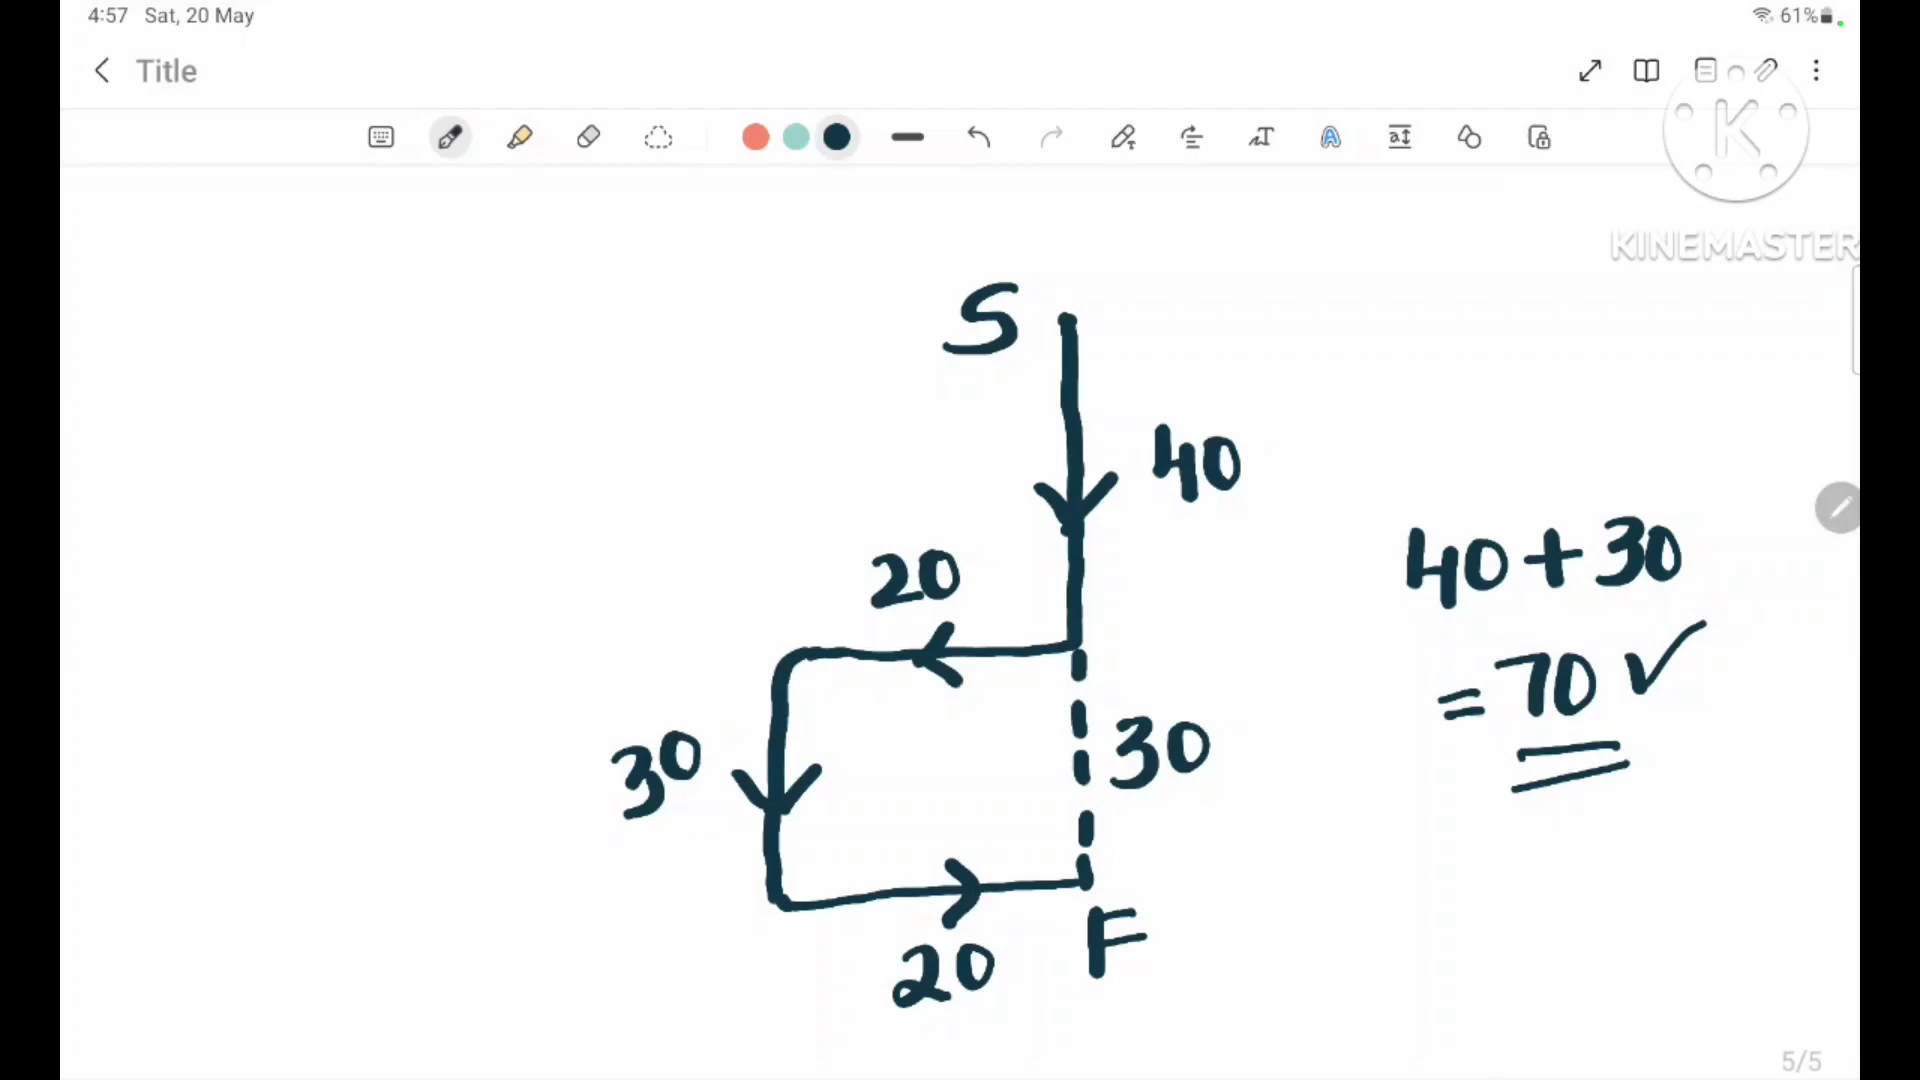 4:57 Sat, 20 May
61%
Title
K
KINEMASTER
S
40
20
40+30
=70✓
30
30
20
F
5/5